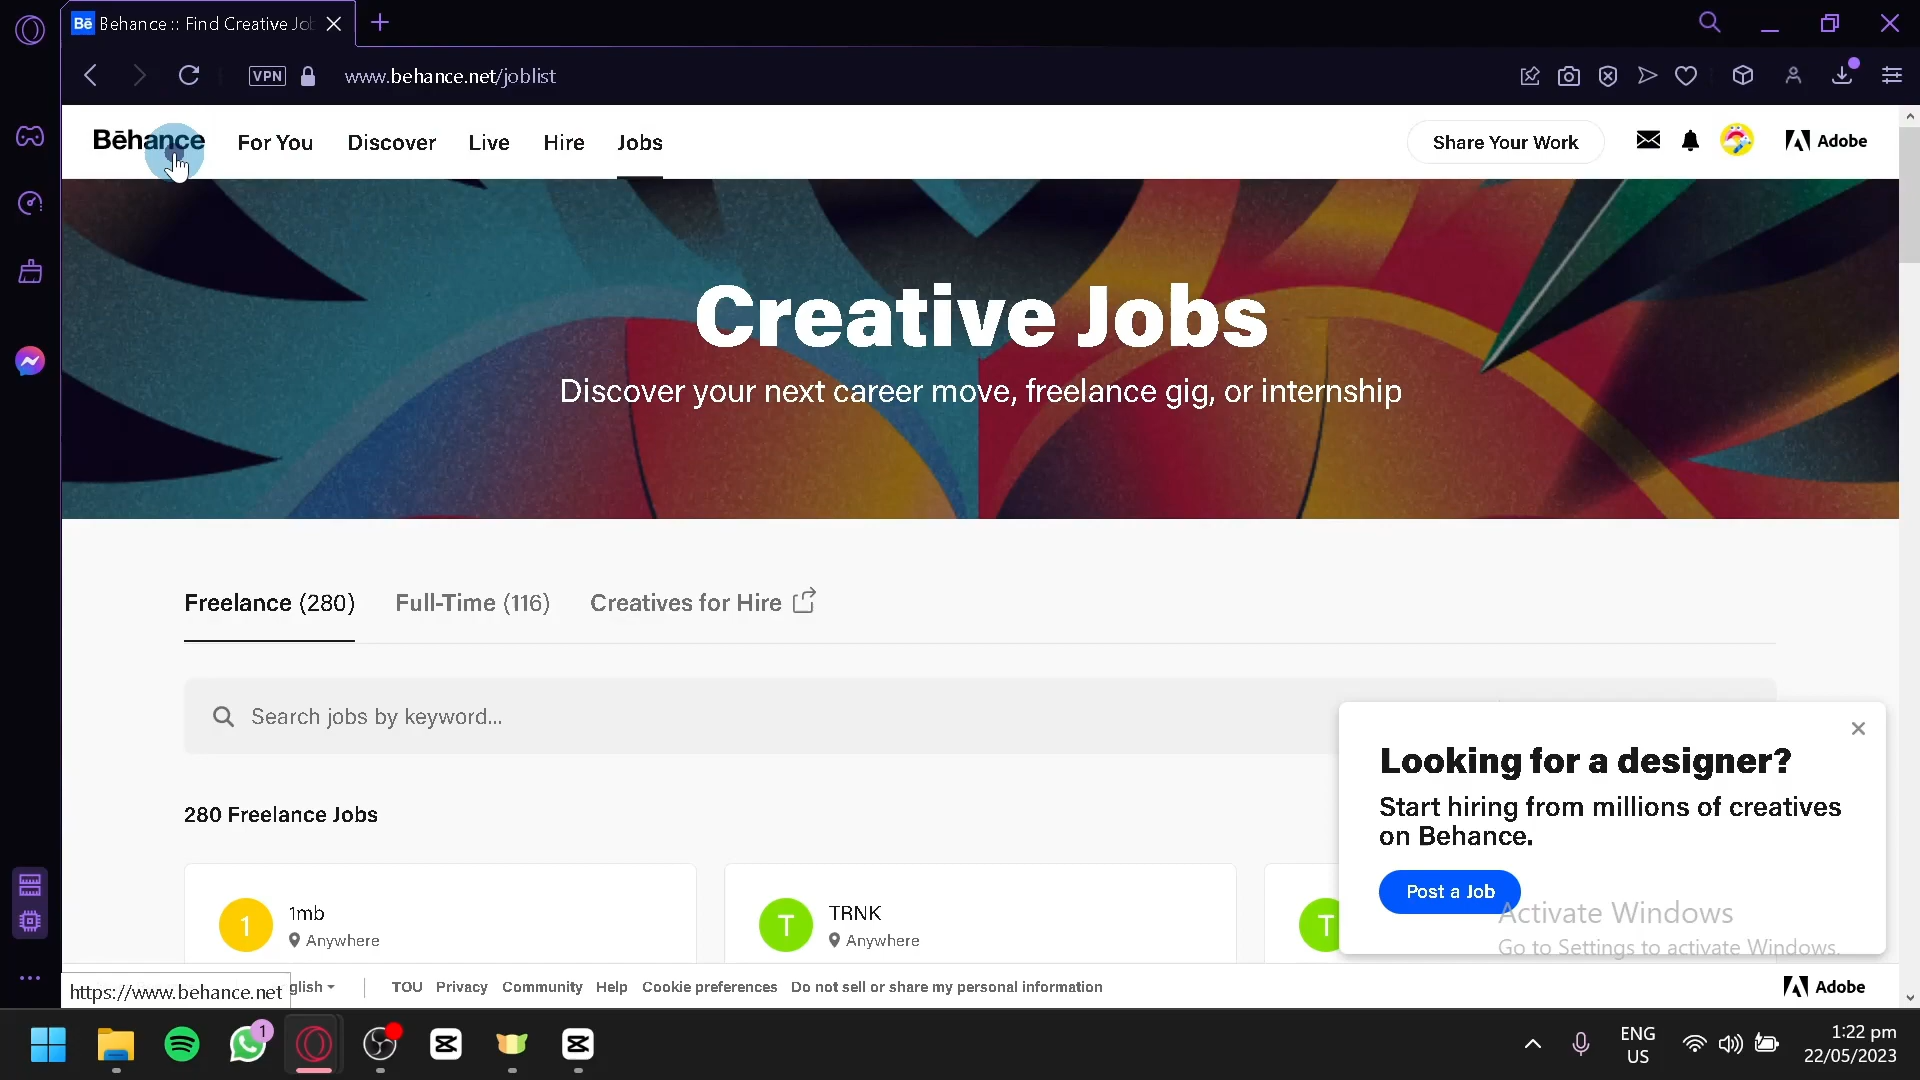 Bē Behance :: Find Creative Jo
VPN www.behance.net/joblist
Bēhance For You Discover Live Hire Jobs Share Your Work Adobe
Creative Jobs
Discover your next career move, freelance gig, or internship
Freelance (280) Full-Time (116) Creatives for Hire
Search jobs by keyword...
Looking for a designer?
Start hiring from millions of creatives
on Behance.
Post a Job
280 Freelance Jobs
1 1mb
Anywhere
T TRNK
Anywhere
T
Activate Windows
Go to Settings to activate Windows.
https://www.behance.net glish TOU Privacy Community Help Cookie preferences Do not sell or share my personal information Adobe
1
ENG
US
1:22 pm
22/05/2023